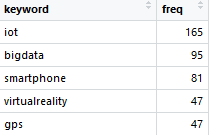 keyword freq
iot 165
bigdata 95
smartphone 81
virtualreality 47
gps 47